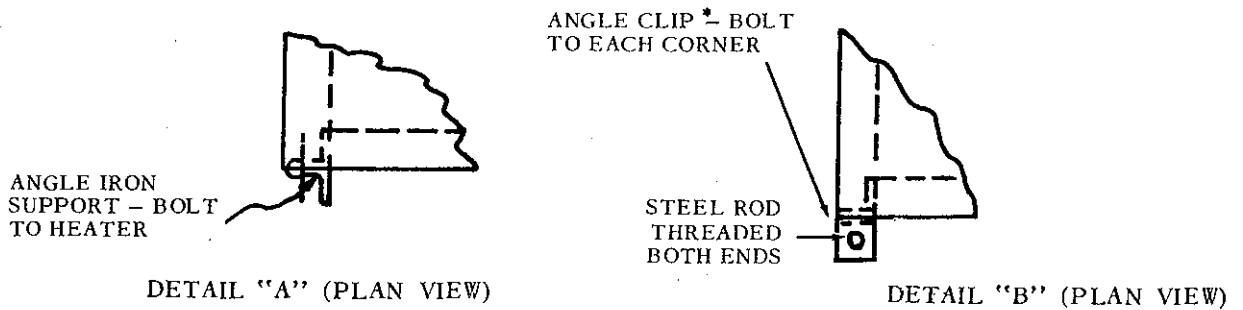 ANGLE CLIP * – BOLT
TO EACH CORNER
ANGLE IRON
SUPPORT – BOLT
TO HEATER
STEEL ROD
THREADED
BOTH ENDS
DETAIL "A" (PLAN VIEW)
DETAIL "B" (PLAN VIEW)